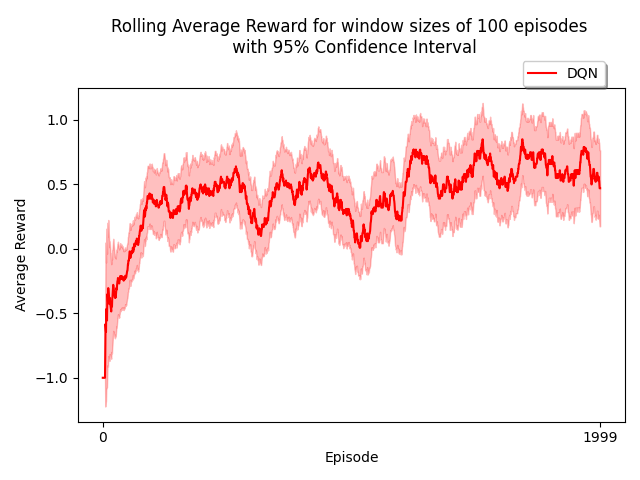 Rolling Average Reward for window sizes of 100 episodes
with 95% Confidence Interval
DQN
1.0
0.5
0.0
−0.5
−1.0
Average Reward
0
1999
Episode